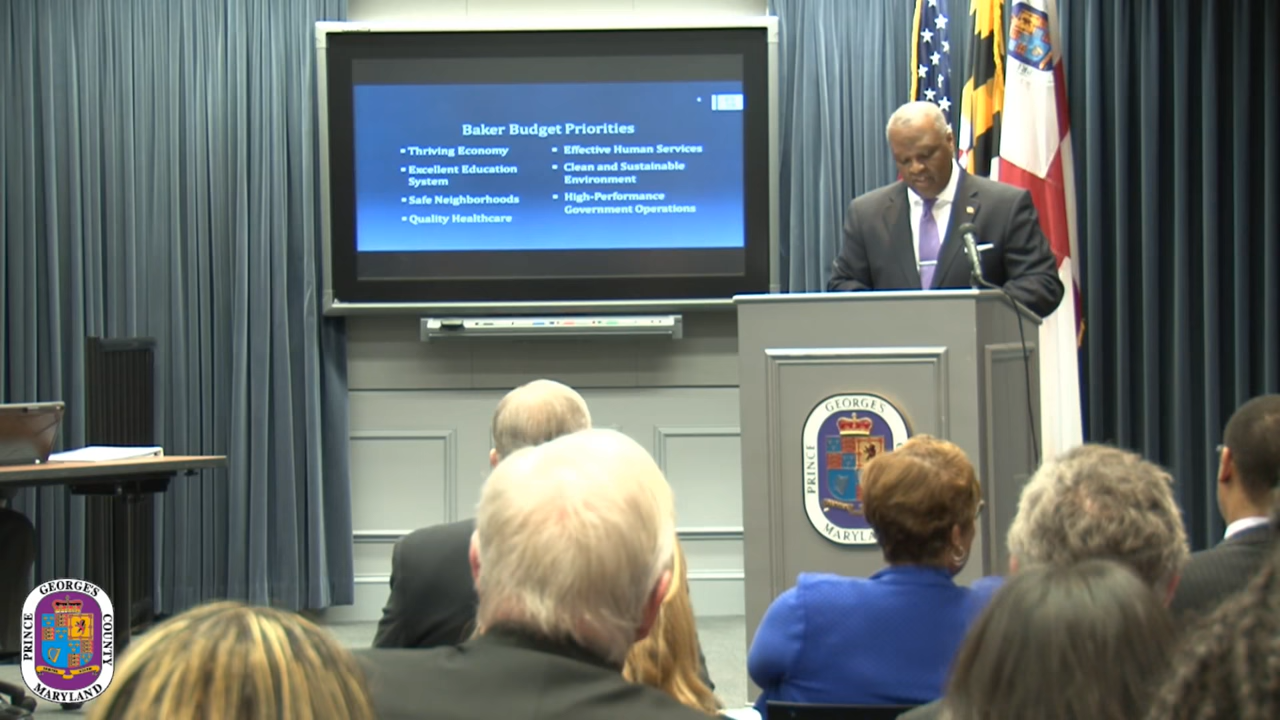 Baker Budget Priorities
▪ Thriving Economy
▪ Excellent Education
System
▪ Safe Neighborhoods
▪ Quality Healthcare
▪ Effective Human Services
▪ Clean and Sustainable
Environment
▪ High-Performance
Government Operations
PRINCE GEORGE'S
MARYLA
PRINCE GEORGE'S COUNTY
MARYLAND